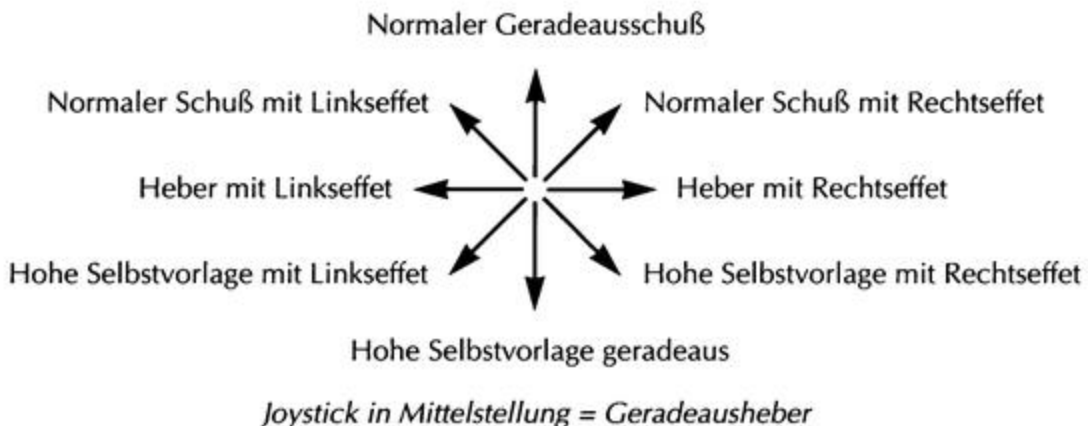 Normaler Geradeausschuß
Normaler Schuß mit Linkseffet
Normaler Schuß mit Rechtseffet
Heber mit Linkseffet
Heber mit Rechtseffet
Hohe Selbstvorlage mit Linkseffet
Hohe Selbstvorlage mit Rechtseffet
Hohe Selbstvorlage geradeaus
Joystick in Mittelstellung = Geradeausheber